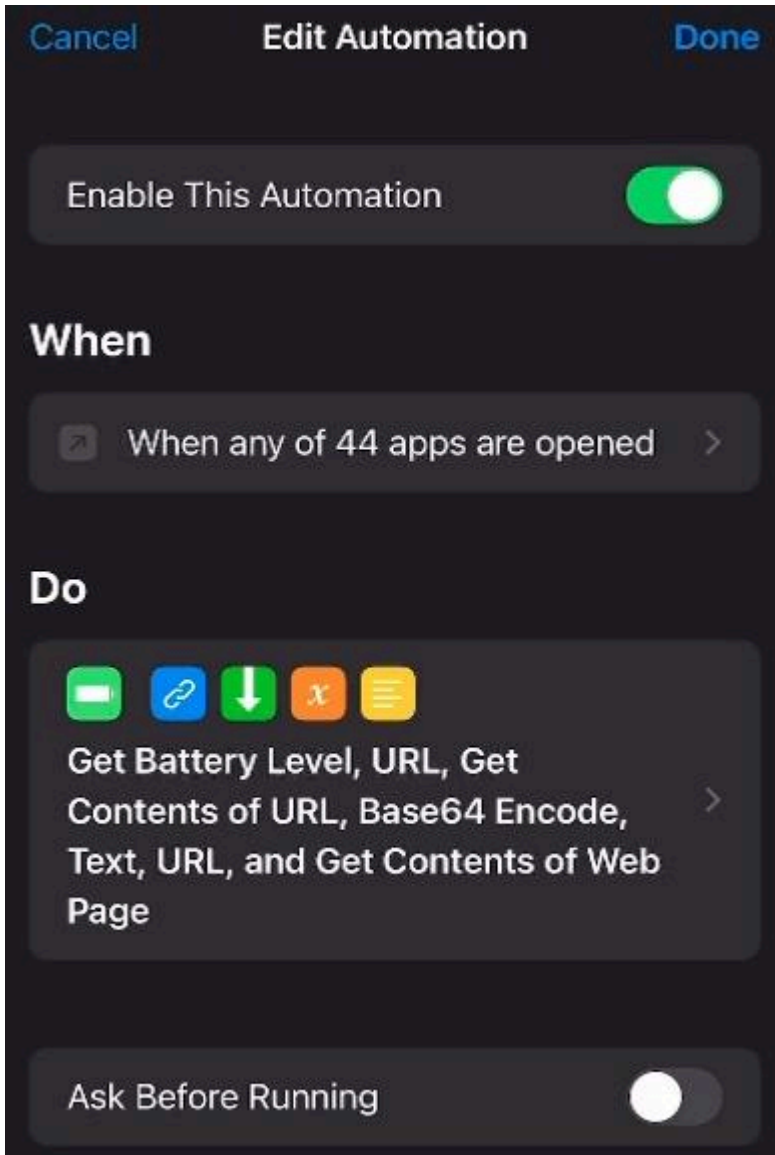 Cancel Edit Automation Done
Enable This Automation
When
When any of 44 apps are opened
Do
x
Get Battery Level, URL, Get
Contents of URL, Base64 Encode,
Text, URL, and Get Contents of Web
Page
Ask Before Running